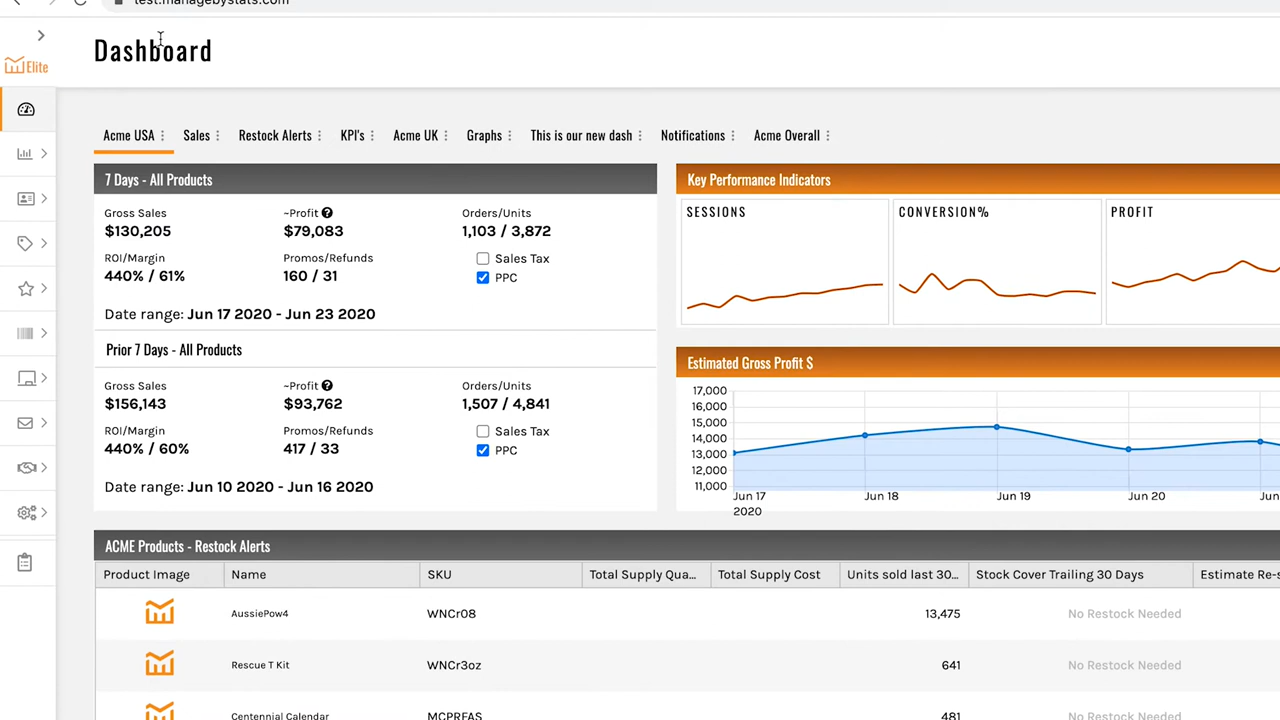 test.managebystats.com
Dashboard
Elite
Acme USA Sales Restock Alerts KPI's Acme UK Graphs This is our new dash Notifications Acme Overall
7 Days - All Products
Gross Sales ~Profit Orders/Units
$130,205 $79,083 1,103 / 3,872
ROI/Margin Promos/Refunds Sales Tax
440% / 61% 160 / 31 PPC
Date range: Jun 17 2020 - Jun 23 2020
Prior 7 Days - All Products
Gross Sales ~Profit Orders/Units
$156,143 $93,762 1,507 / 4,841
ROI/Margin Promos/Refunds Sales Tax
440% / 60% 417 / 33 PPC
Date range: Jun 10 2020 - Jun 16 2020
Key Performance Indicators
SESSIONS CONVERSION% PROFIT
Estimated Gross Profit $
17,000
16,000
15,000
14,000
13,000
12,000
11,000
Jun 17 Jun 18 Jun 19 Jun 20 Jun
2020
ACME Products - Restock Alerts
Product Image Name SKU Total Supply Qua... Total Supply Cost Units sold last 30... Stock Cover Trailing 30 Days Estimate Re-s
AussiePow4 WNCr08 13,475 No Restock Needed
Rescue T Kit WNCr3oz 641 No Restock Needed
Centennial Calendar MCPRFAS 481 No Restock Needed